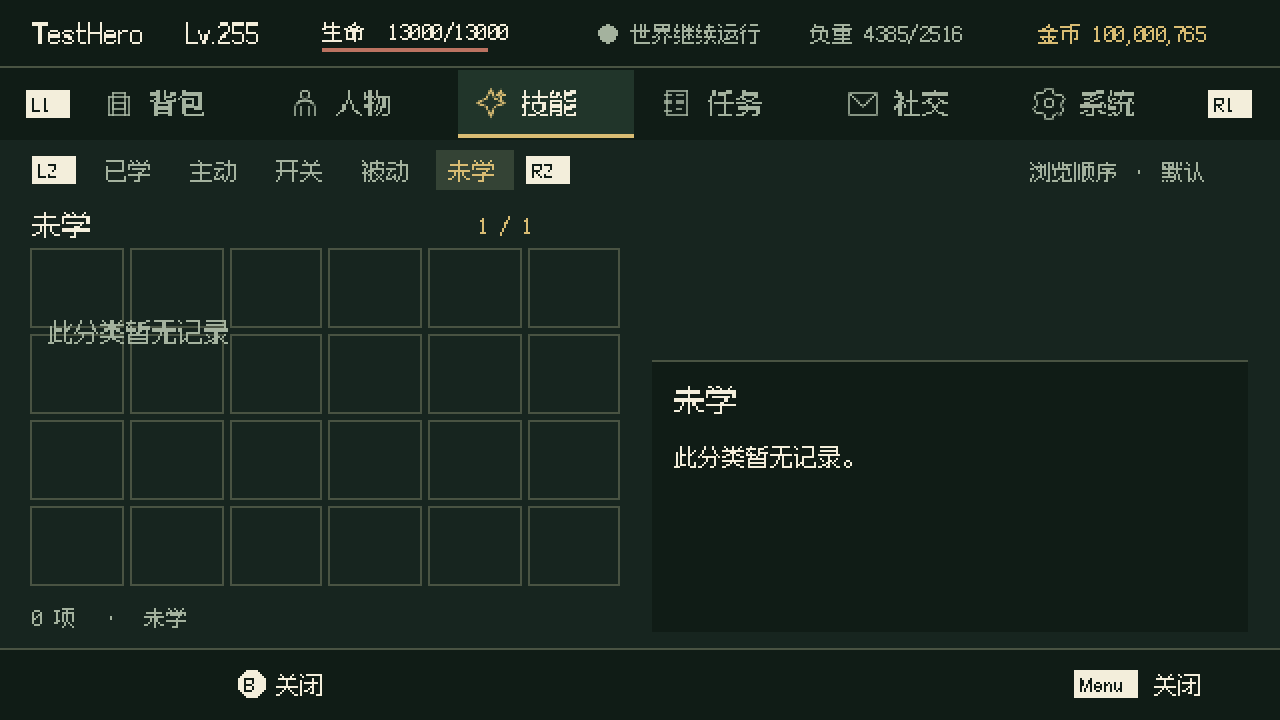 TestHero Lv.255 生命 13000/13000 世界继续运行 负重 4385/2516 金币 100,000,765
L1 背包 人物 技能 任务 社交 系统 R1
L2 已学 主动 开关 被动 未学 R2 浏览顺序 · 默认
未学 1 / 1
此分类暂无记录
未学
此分类暂无记录。
0 项 · 未学
B 关闭 Menu 关闭